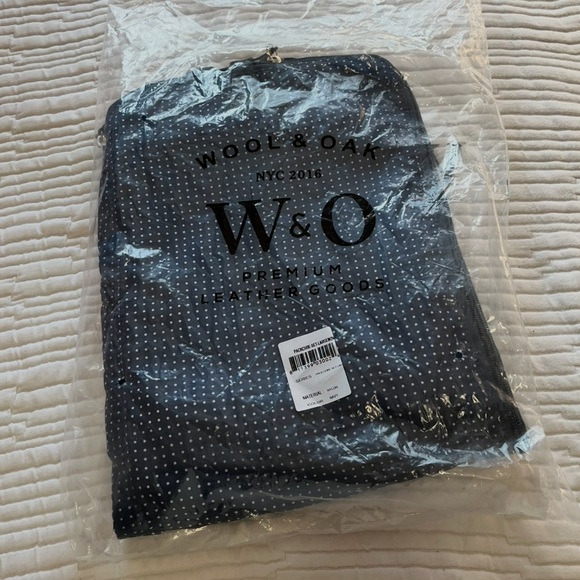 WOOL & OAK
NYC 2016
W&O
PREMIUM
LEATHER GOODS
MATERIAL